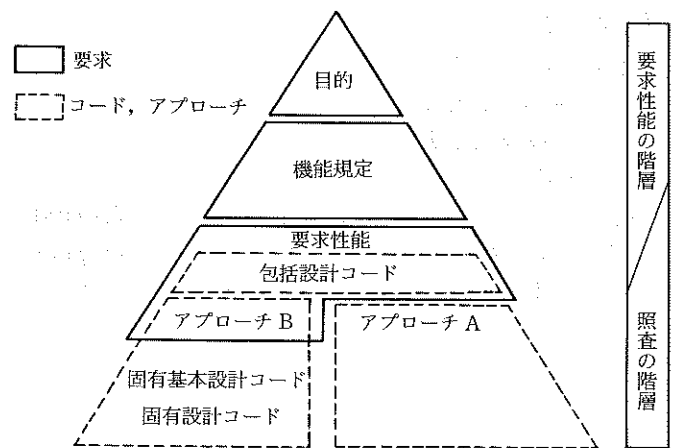 要求
コード，アプローチ
目的
機能規定
要求性能
包括設計コード
アプローチ B
アプローチ A
固有基本設計コード
固有設計コード
要求性能の階層
照査の階層